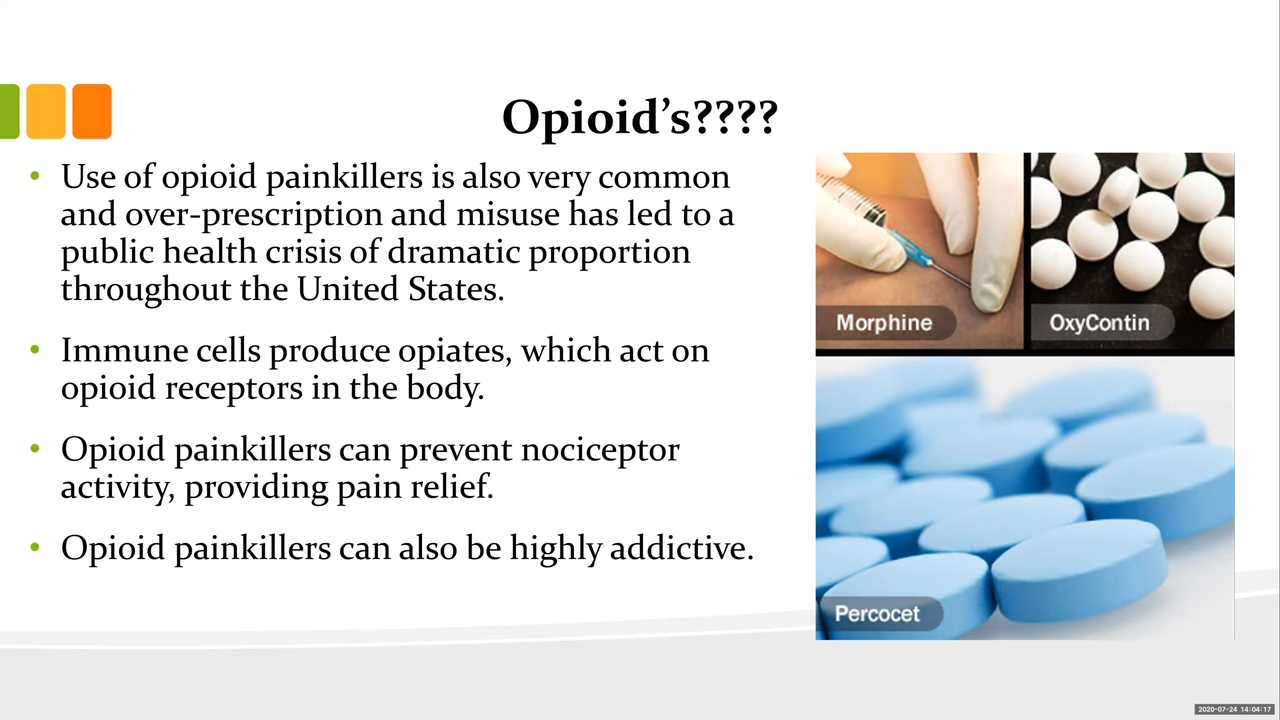 Opioid's????
• Use of opioid painkillers is also very common
and over-prescription and misuse has led to a
public health crisis of dramatic proportion
throughout the United States.
• Immune cells produce opiates, which act on
opioid receptors in the body.
• Opioid painkillers can prevent nociceptor
activity, providing pain relief.
• Opioid painkillers can also be highly addictive.
Morphine
OxyContin
Percocet
2020-07-24 14:04:17